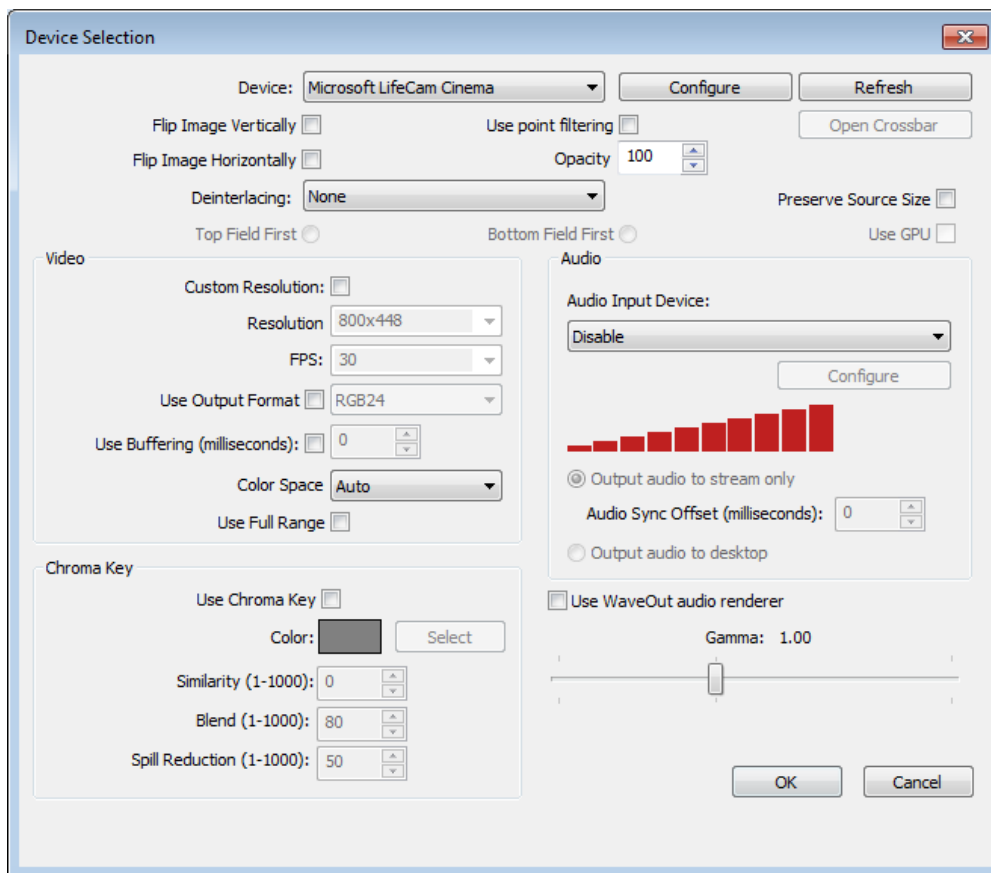 Device Selection
Device: Microsoft LifeCam Cinema Configure Refresh
Flip Image Vertically Use point filtering Open Crossbar
Flip Image Horizontally Opacity 100
Deinterlacing: None Preserve Source Size
Top Field First Bottom Field First Use GPU
Video
Custom Resolution:
Resolution 800x448
FPS: 30
Use Output Format RGB24
Use Buffering (milliseconds): 0
Color Space Auto
Use Full Range
Audio
Audio Input Device:
Disable
Configure
Output audio to stream only
Audio Sync Offset (milliseconds): 0
Output audio to desktop
Chroma Key
Use Chroma Key
Color: Select
Similarity (1-1000): 0
Blend (1-1000): 80
Spill Reduction (1-1000): 50
Use WaveOut audio renderer
Gamma: 1.00
OK Cancel